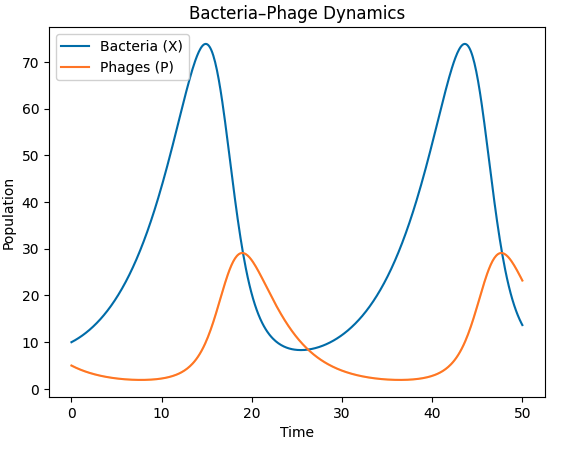 Bacteria–Phage Dynamics
Bacteria (X)
Phages (P)
Population
70
60
50
40
30
20
10
0
0 10 20 30 40 50
Time